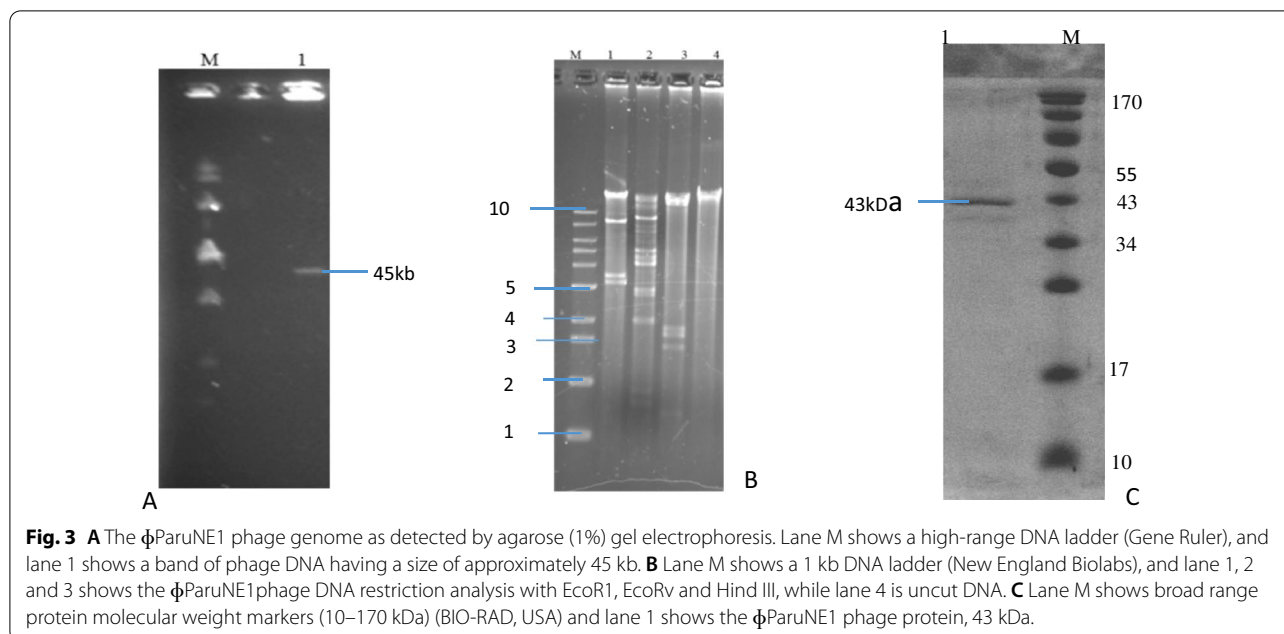 M 1
45kb
A
M 1 2 3 4
10
5
4
3
2
1
B
1 M
170
55
43kDa
43
34
17
10
C
Fig. 3 A The ϕParuNE1 phage genome as detected by agarose (1%) gel electrophoresis. Lane M shows a high-range DNA ladder (Gene Ruler), and
lane 1 shows a band of phage DNA having a size of approximately 45 kb. B Lane M shows a 1 kb DNA ladder (New England Biolabs), and lane 1, 2
and 3 shows the ϕParuNE1phage DNA restriction analysis with EcoR1, EcoRv and Hind III, while lane 4 is uncut DNA. C Lane M shows broad range
protein molecular weight markers (10–170 kDa) (BIO-RAD, USA) and lane 1 shows the ϕParuNE1 phage protein, 43 kDa.